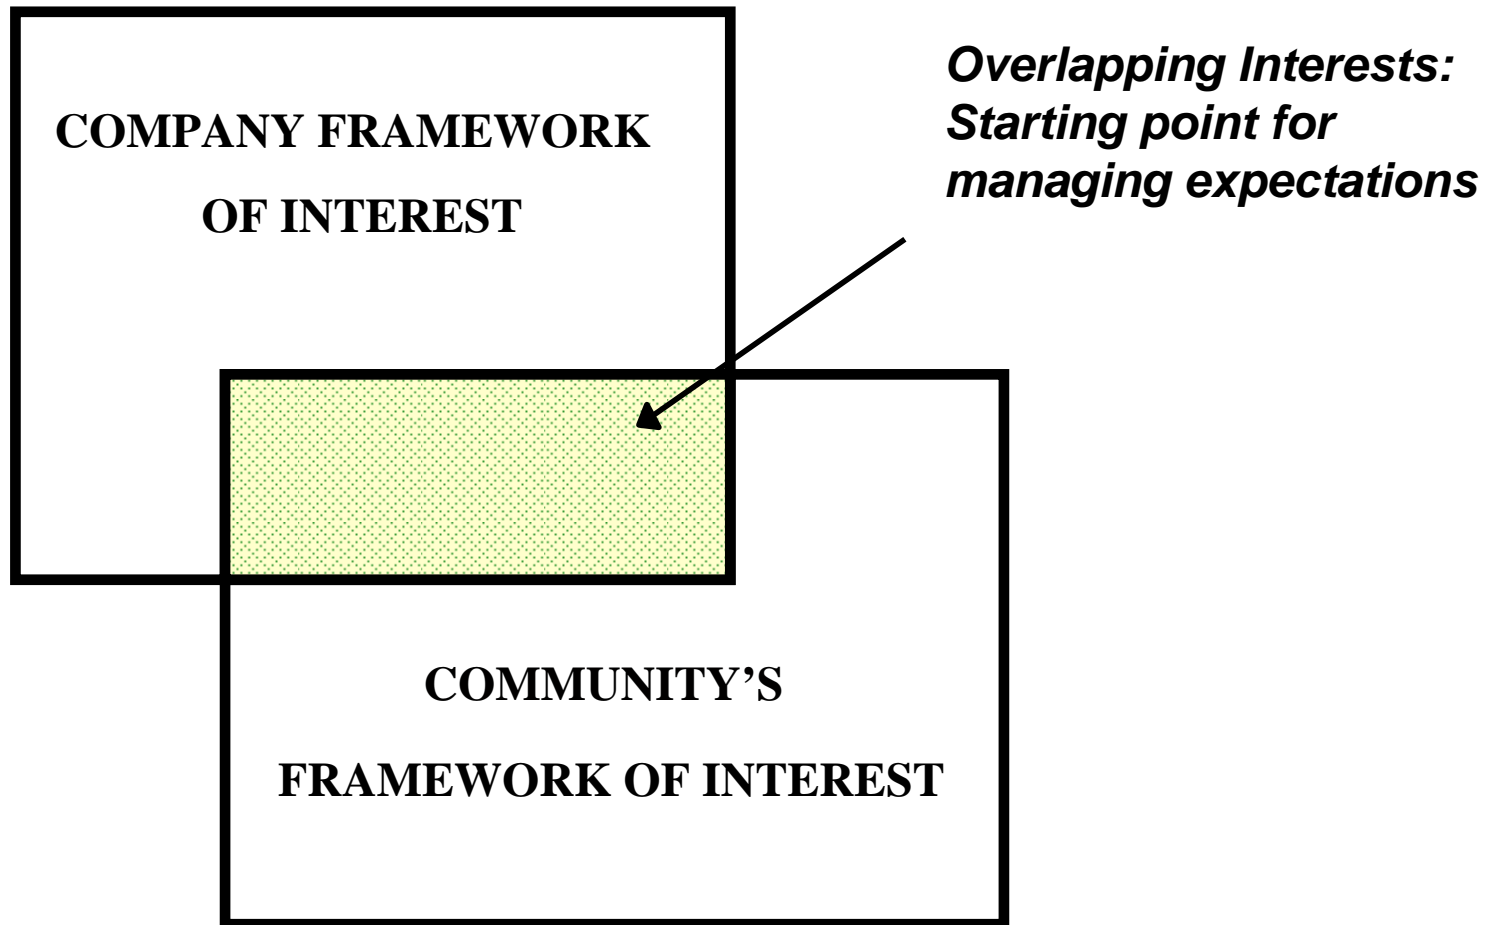 COMPANY FRAMEWORK
OF INTEREST
Overlapping Interests:
Starting point for
managing expectations
COMMUNITY’S
FRAMEWORK OF INTEREST